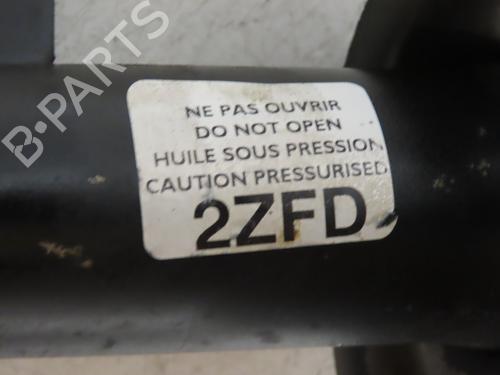 B-PARTS
NE PAS OUVRIR
DO NOT OPEN
HUILE SOUS PRESSION
CAUTION PRESSURISED
2ZFD